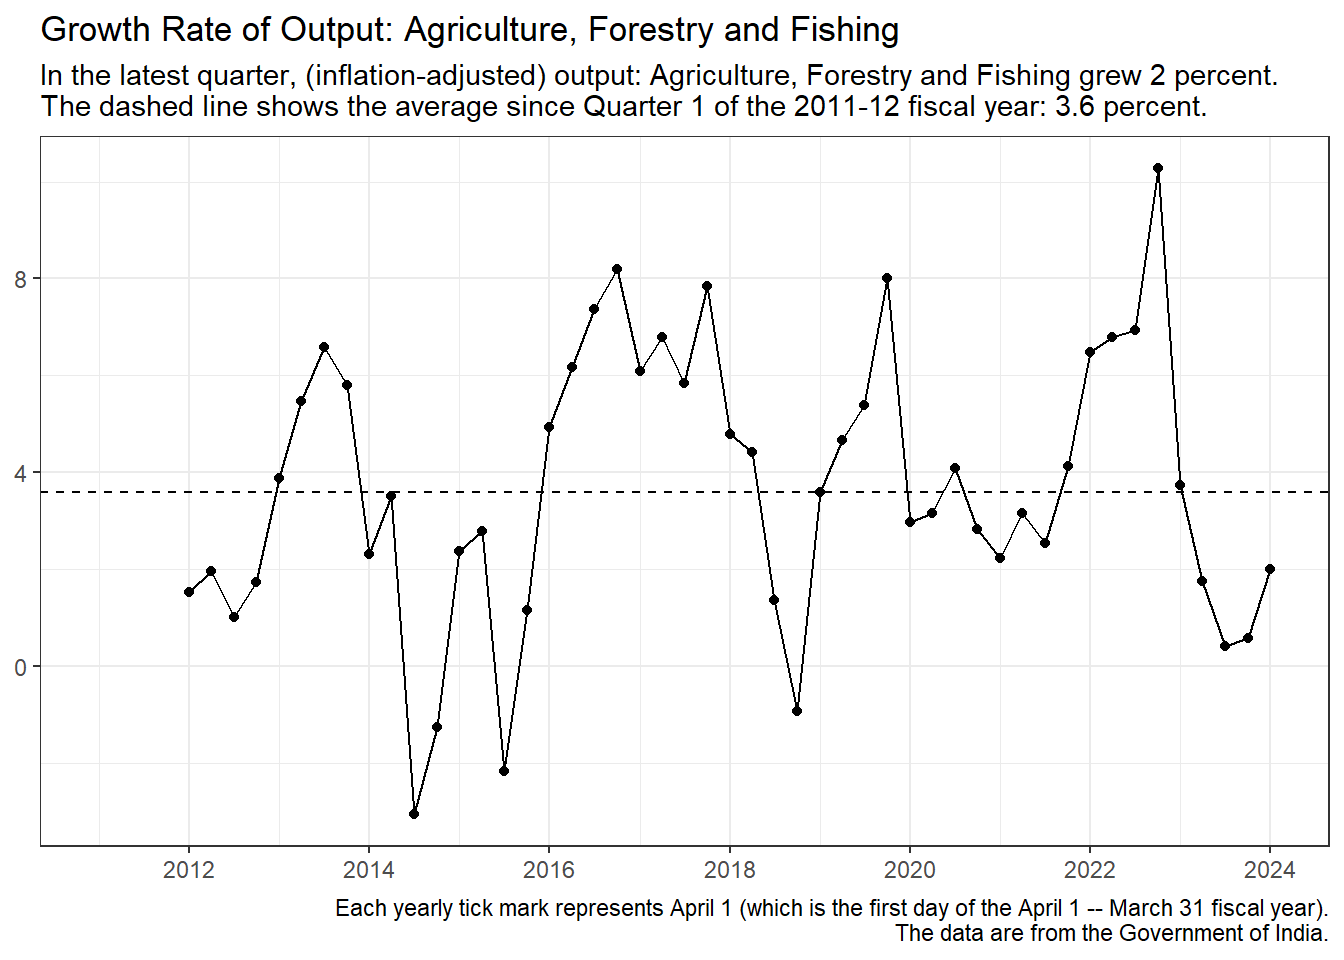 Growth Rate of Output: Agriculture, Forestry and Fishing
In the latest quarter, (inflation-adjusted) output: Agriculture, Forestry and Fishing grew 2 percent.
The dashed line shows the average since Quarter 1 of the 2011-12 fiscal year: 3.6 percent.
8
4
0
2012 2014 2016 2018 2020 2022 2024
Each yearly tick mark represents April 1 (which is the first day of the April 1 -- March 31 fiscal year).
The data are from the Government of India.